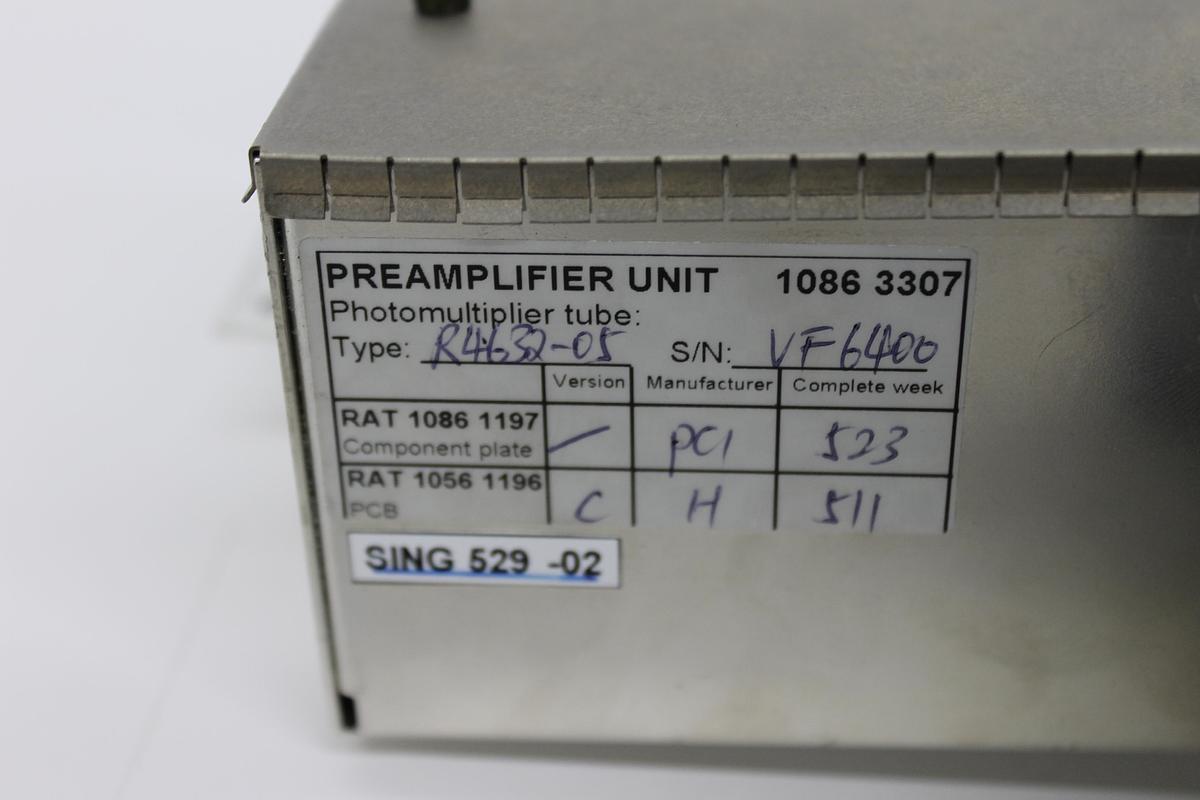 PREAMPLIFIER UNIT 1086 3307
Photomultiplier tube:
Type: R4632-05 S/N: VF6400
Version Manufacturer Complete week
RAT 1086 1197
Component plate — PC1 523
RAT 1056 1196
PCB C H 511
SING 529 -02